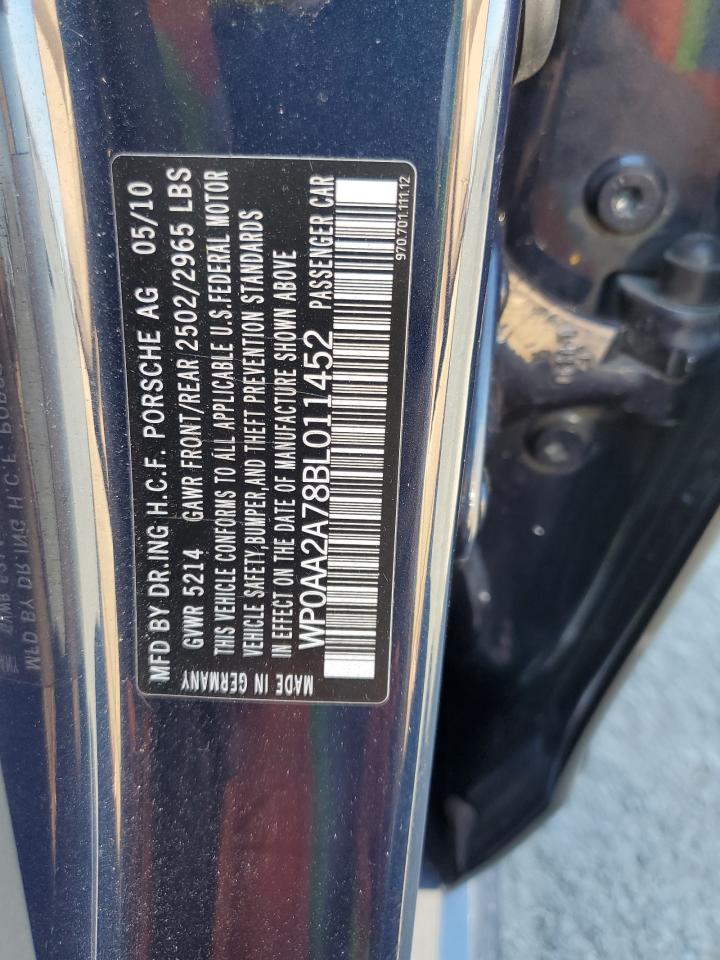 MFD BY DR.ING H.C.F. PORSCHE AG 05/10
GVWR 5214 GAWR FRONT/REAR 2502/2965 LBS
THIS VEHICLE CONFORMS TO ALL APPLICABLE U.S.FEDERAL MOTOR
VEHICLE SAFETY,BUMPER,AND THEFT PREVENTION STANDARDS
IN EFFECT ON THE DATE OF MANUFACTURE SHOWN ABOVE
WP0AA2A78BL011452 PASSENGER CAR
MADE IN GERMANY
970.701.111.12